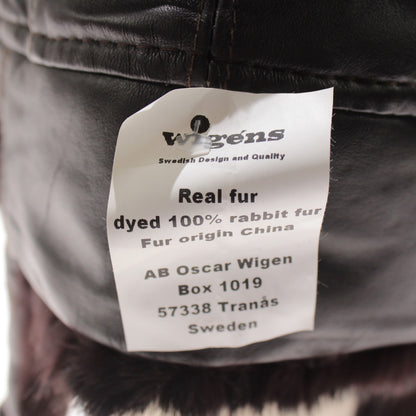 wigéns
Swedish Design and Quality
Real fur
dyed 100% rabbit fur
Fur origin China
AB Oscar Wigen
Box 1019
57338 Tranås
Sweden